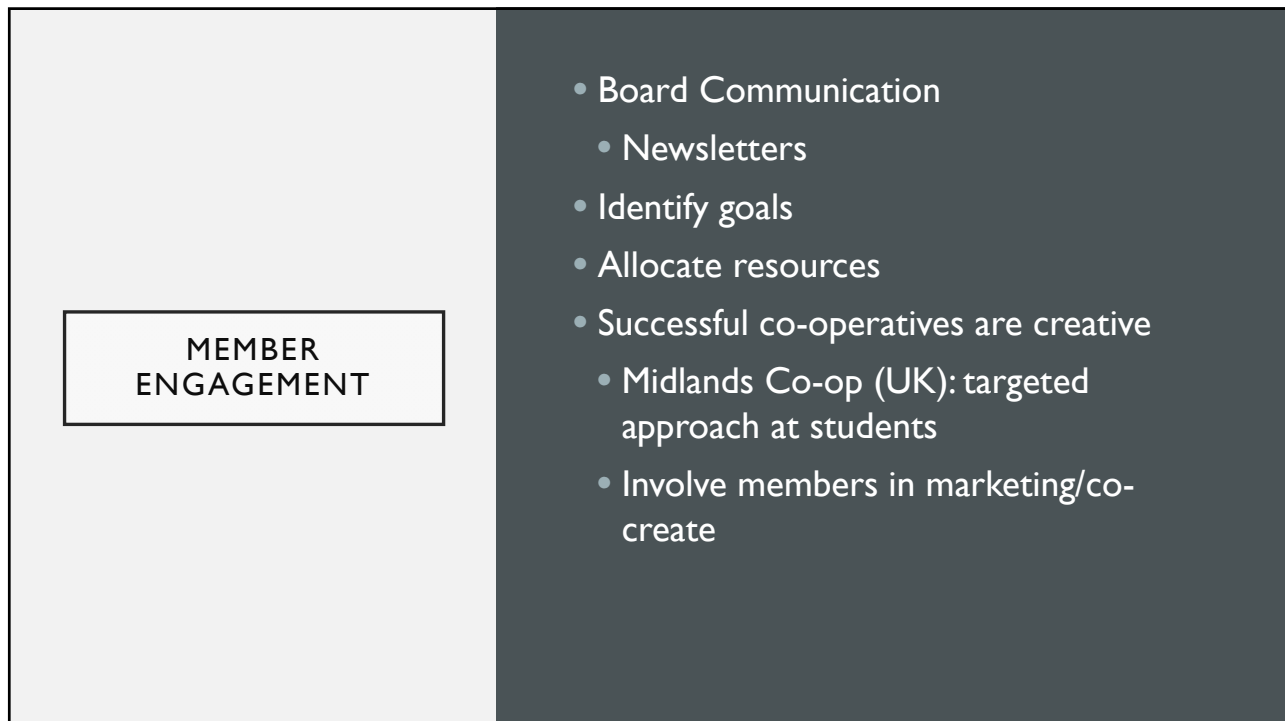 MEMBER
ENGAGEMENT
• Board Communication
• Newsletters
• Identify goals
• Allocate resources
• Successful co-operatives are creative
• Midlands Co-op (UK): targeted
approach at students
• Involve members in marketing/co-
create